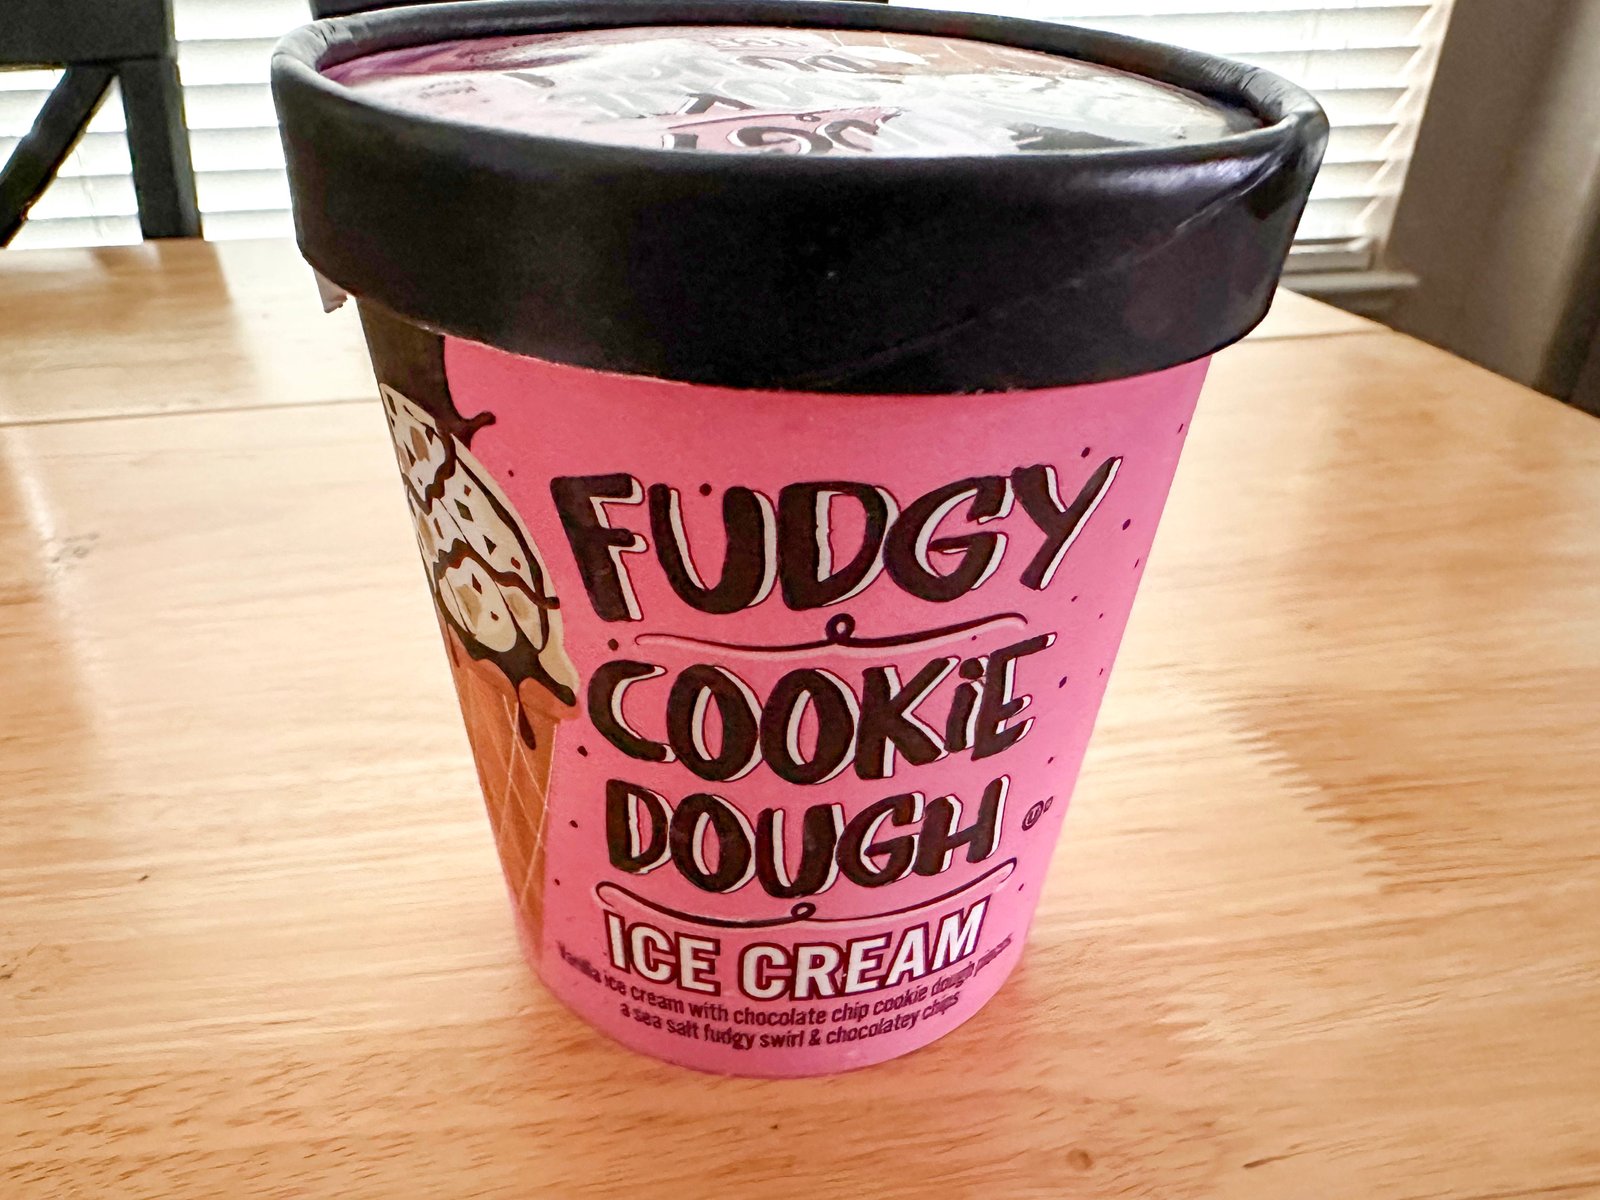 FUDGY
COOKiE
DOUGH
ICE CREAM
Vanilla ice cream with chocolate chip cookie dough pieces
a sea salt fudgy swirl & chocolatey chips